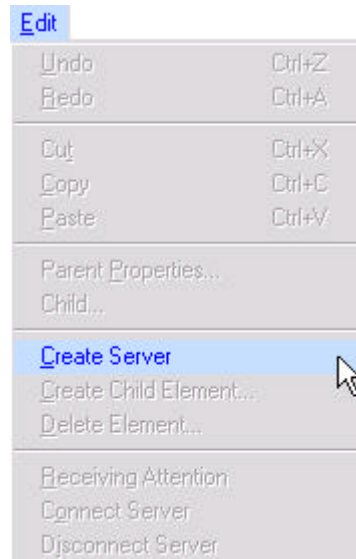 Edit
Undo Ctrl+Z
Redo Ctrl+A
Cut Ctrl+X
Copy Ctrl+C
Paste Ctrl+V
Parent Properties...
Child...
Create Server
Create Child Element...
Delete Element...
Receiving Attention
Connect Server
Disconnect Server